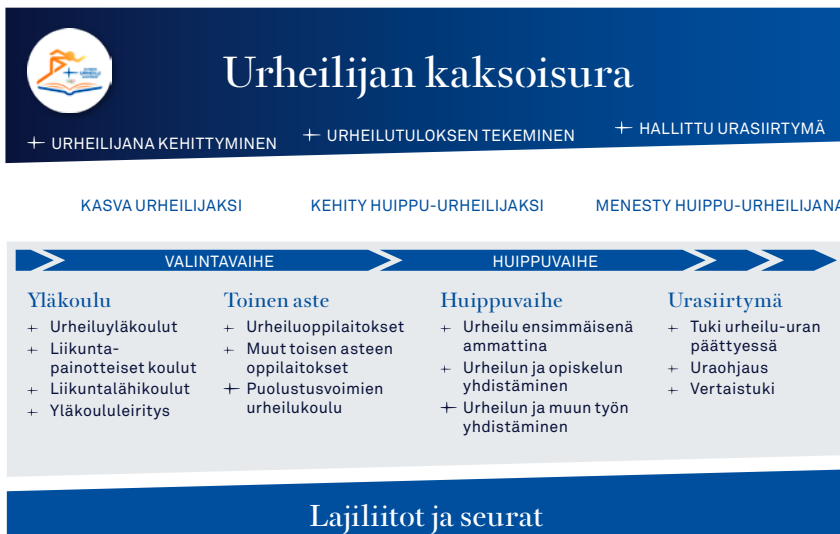 Urheilijan kaksoisura
+ URHEILIJANA KEHITTYMINEN
+ URHEILUTULOKSEN TEKEMINEN
+ HALLITTU URASIIRTYMÄ
KASVA URHEILIJAKSI
KEHITY HUIPPU-URHEILIJAKSI
MENESTY HUIPPU-URHEILIJANA
VALINTAVAIHE
HUIPPUVAIHE
Yläkoulu
+ Urheiluyläkoulut
+ Liikunta-
painotteiset koulut
+ Liikuntalähikoulut
+ Yläkoululeiritys
Toinen aste
+ Urheiluoppilaitokset
+ Muut toisen asteen
oppilaitokset
+ Puolustusvoimien
urheilukoulu
Huippuvaihe
+ Urheilu ensimmäisenä
ammattina
+ Urheilun ja opiskelun
yhdistäminen
+ Urheilun ja muun työn
yhdistäminen
Urasiirtymä
+ Tuki urheilu-uran
päättyessä
+ Uraohjaus
+ Vertaistuki
Lajiliitot ja seurat